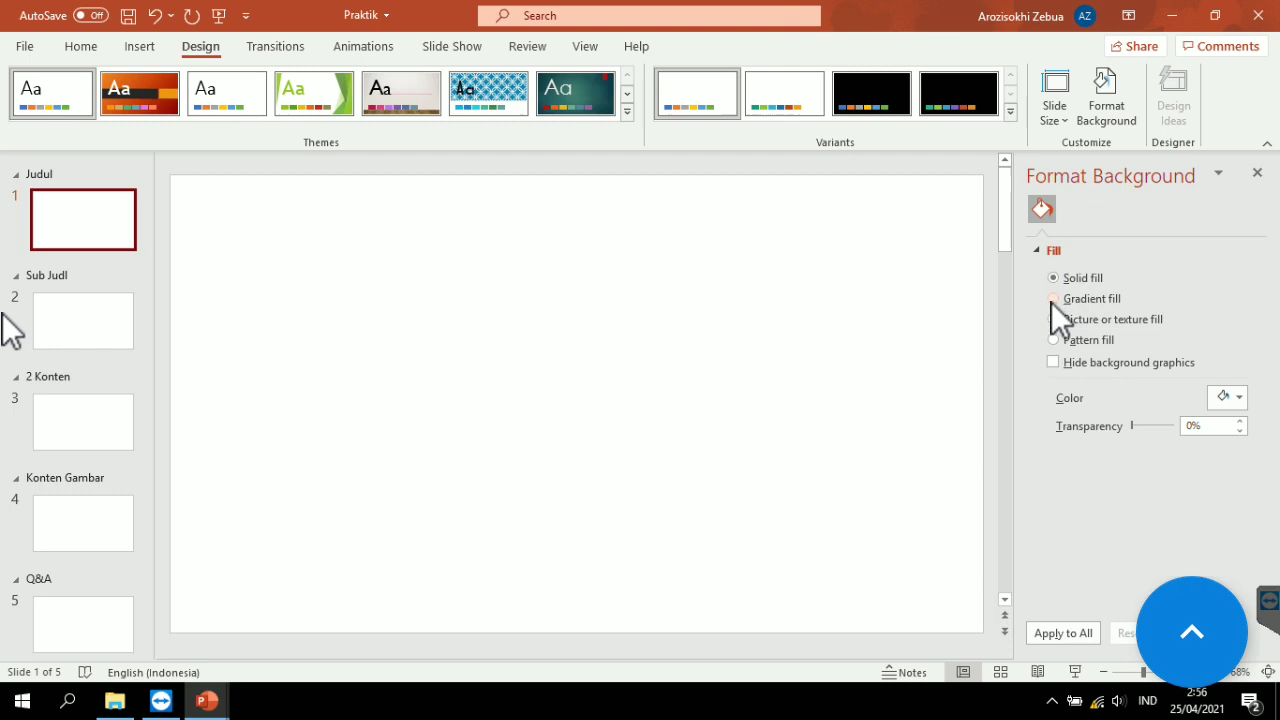 AutoSave Off
Praktik
Search
Arozisokhi Zebua AZ
File Home Insert Design Transitions Animations Slide Show Review View Help
Share Comments
Aa Aa Aa Aa Aa Aa Aa
Slide Size
Format Background
Design Ideas
Themes Variants Customize Designer
Judul
1
Sub Judl
2
2 Konten
3
Konten Gambar
4
Q&A
5
Format Background
Fill
Solid fill
Gradient fill
Picture or texture fill
Pattern fill
Hide background graphics
Color
Transparency 0%
Apply to All
Slide 1 of 5 English (Indonesia) Notes 68%
IND
2:56
25/04/2021
2